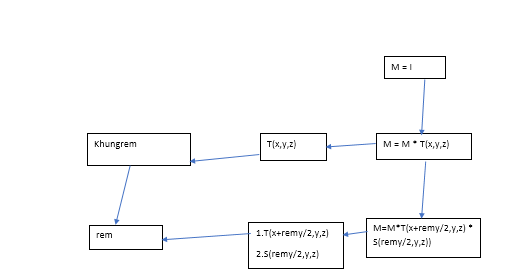 M = I
Khungrem
T(x,y,z)
M = M * T(x,y,z)
rem
1.T(x+remy/2,y,z)
2.S(remy/2,y,z)
M=M*T(x+remy/2,y,z) *
S(remy/2,y,z))